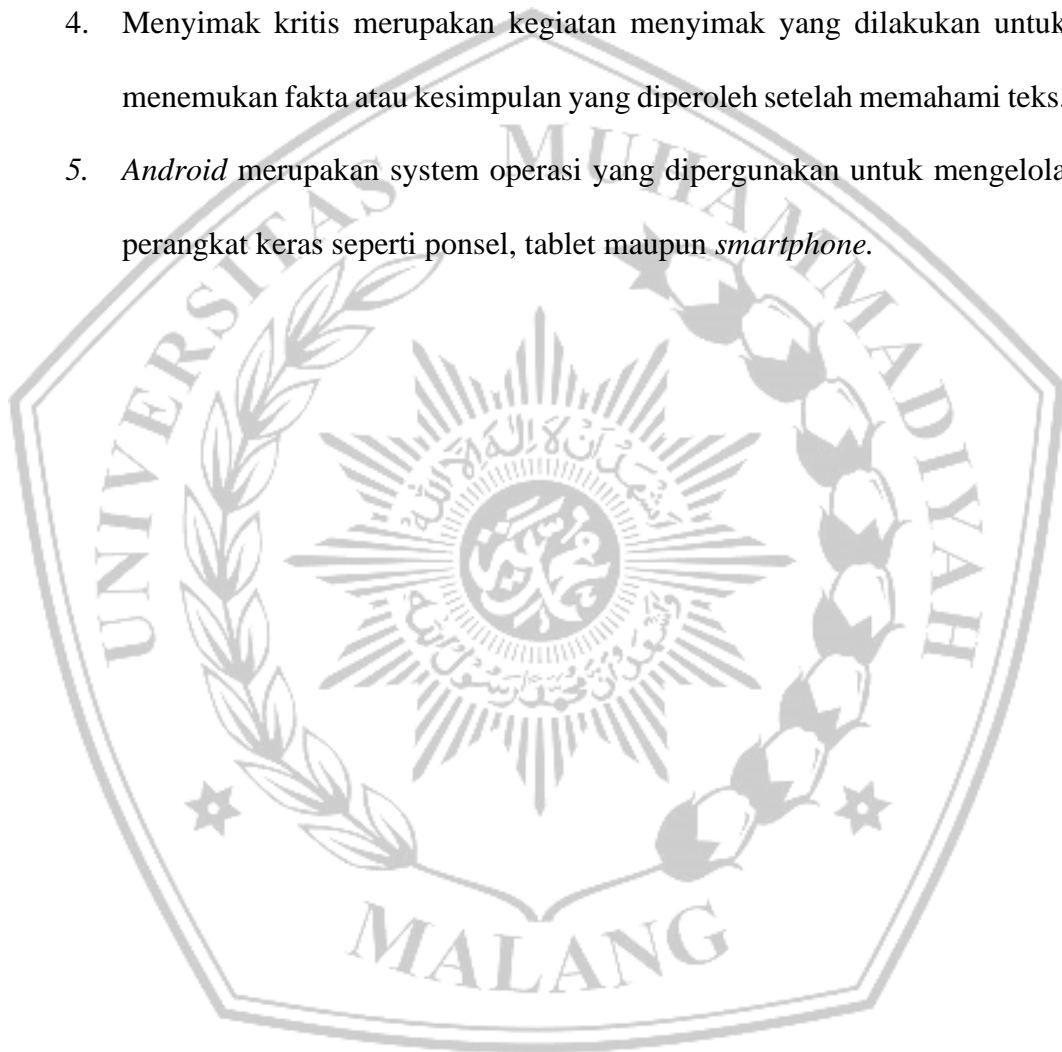 4. Menyimak kritis merupakan kegiatan menyimak yang dilakukan untuk
menemukan fakta atau kesimpulan yang diperoleh setelah memahami teks.
5. Android merupakan system operasi yang dipergunakan untuk mengelola
perangkat keras seperti ponsel, tablet maupun smartphone.
UNIVERSITAS MUHAMMADIYAH
MALANG